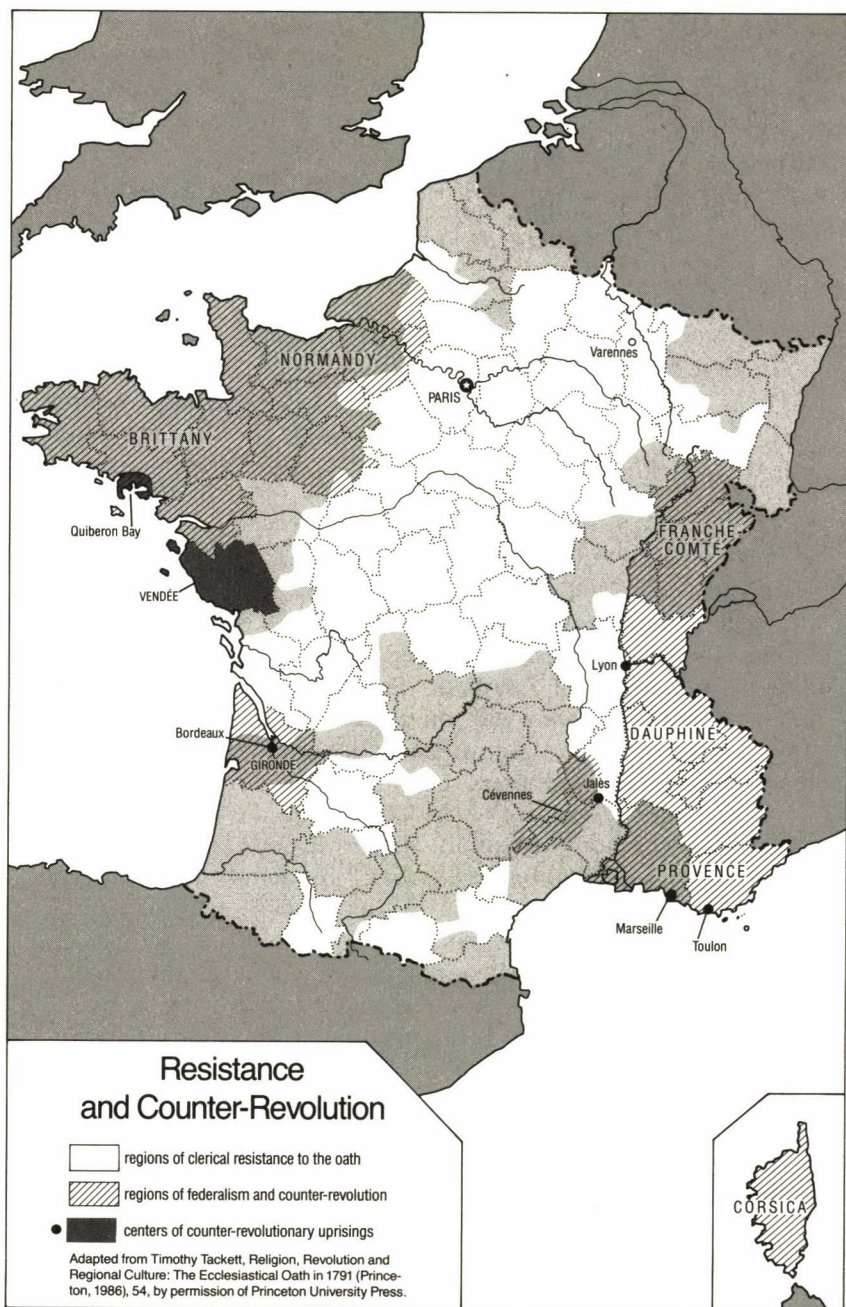 NORMANDY
Varennes
PARIS
BRITTANY
Quiberon Bay
FRANCHE
COMTÉ
VENDÉE
Lyon
Bordeaux
GIRONDE
DAUPHINÉ
Cévennes
Jalès
PROVENCE
Marseille
Toulon
Resistance
and Counter-Revolution
regions of clerical resistance to the oath
regions of federalism and counter-revolution
centers of counter-revolutionary uprisings
Adapted from Timothy Tackett, Religion, Revolution and
Regional Culture: The Ecclesiastical Oath in 1791 (Prince-
ton, 1986), 54, by permission of Princeton University Press.
CORSICA